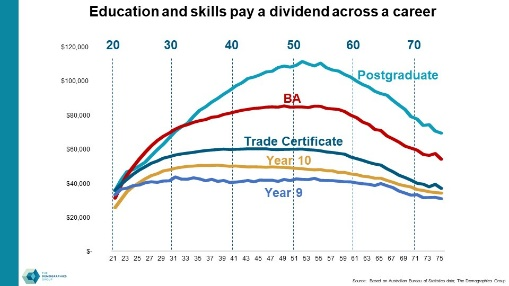 Education and skills pay a dividend across a career
20 30 40 50 60 70
$120,000
$100,000
$80,000
$60,000
$40,000
$20,000
$-
Postgraduate
BA
Trade Certificate
Year 10
Year 9
21 23 25 27 29 31 33 35 37 39 41 43 45 47 49 51 53 55 57 59 61 63 65 67 69 71 73 75
THE
DEMOGRAPHICS
GROUP
Source: Based on Australian Bureau of Statistics data; The Demographics Group